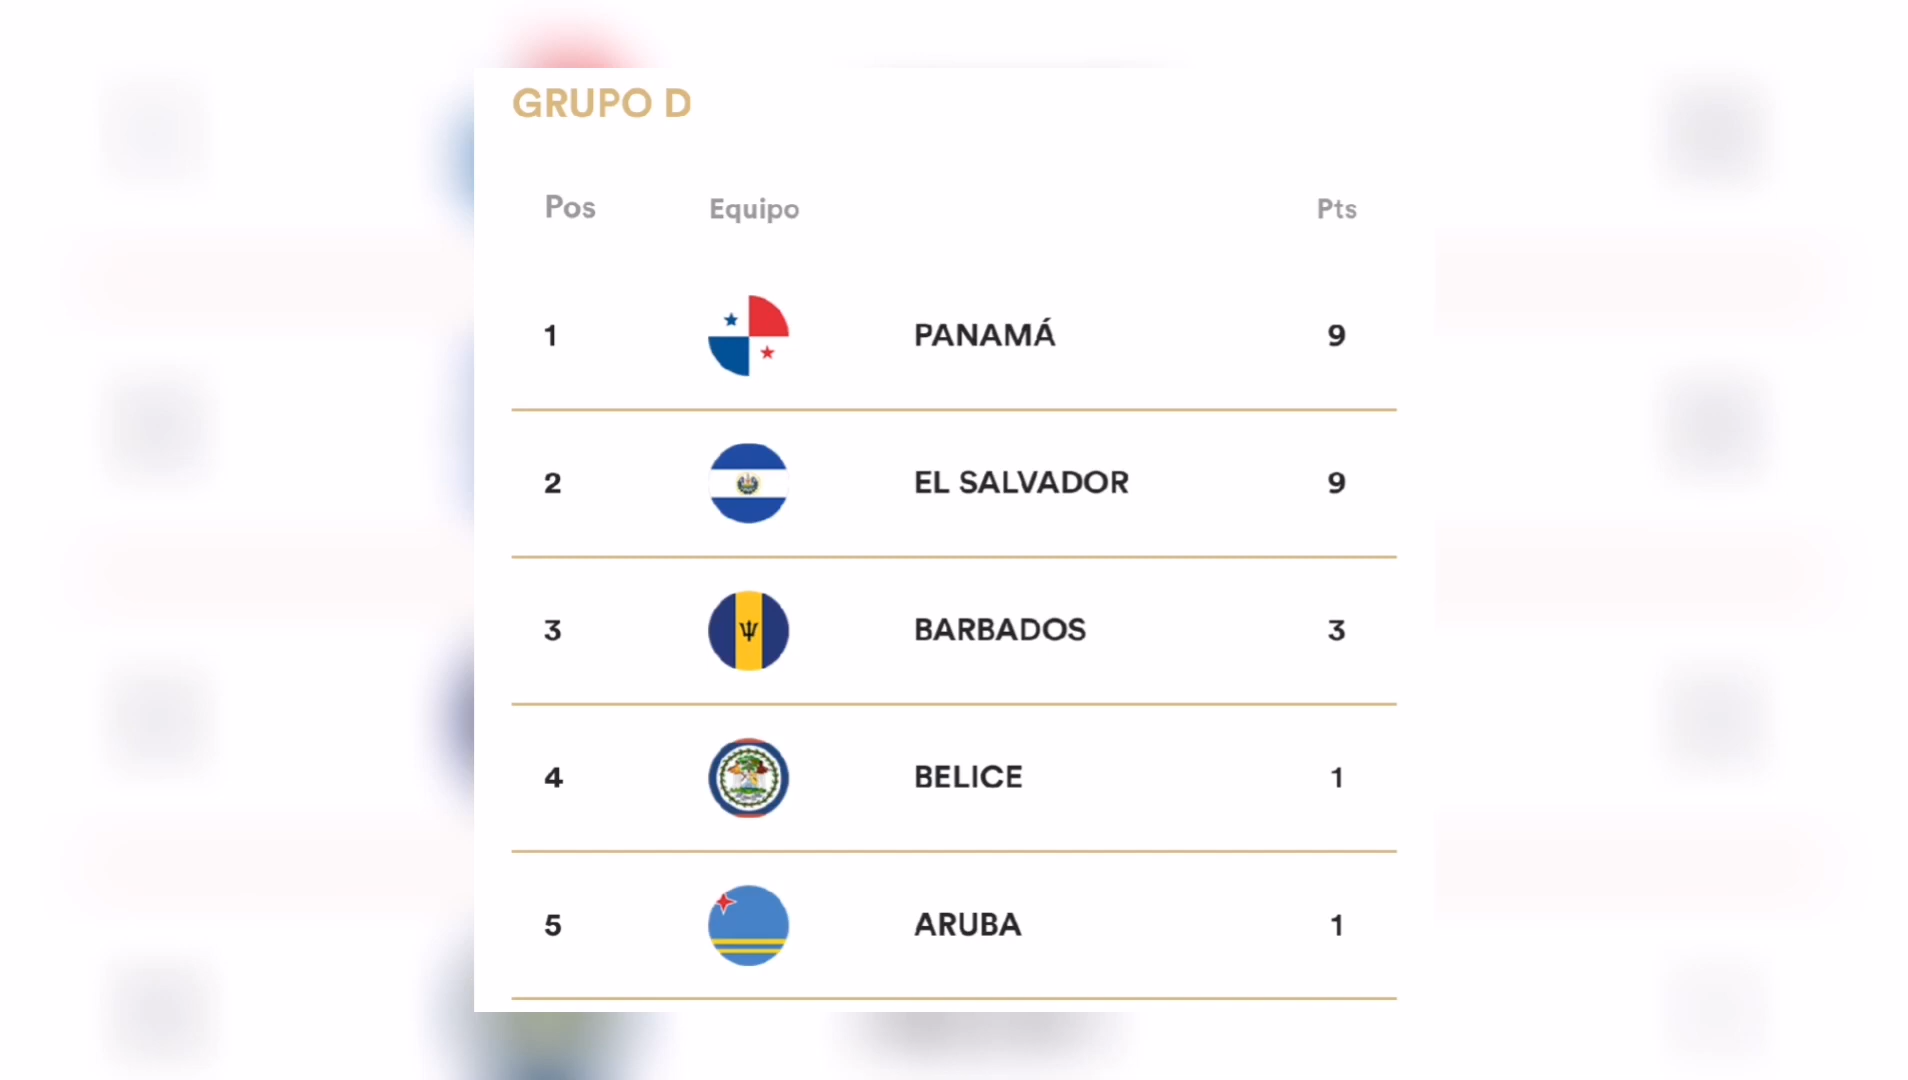 GRUPO D
Pos Equipo Pts
1 PANAMÁ 9
2 EL SALVADOR 9
3 BARBADOS 3
4 BELICE 1
5 ARUBA 1